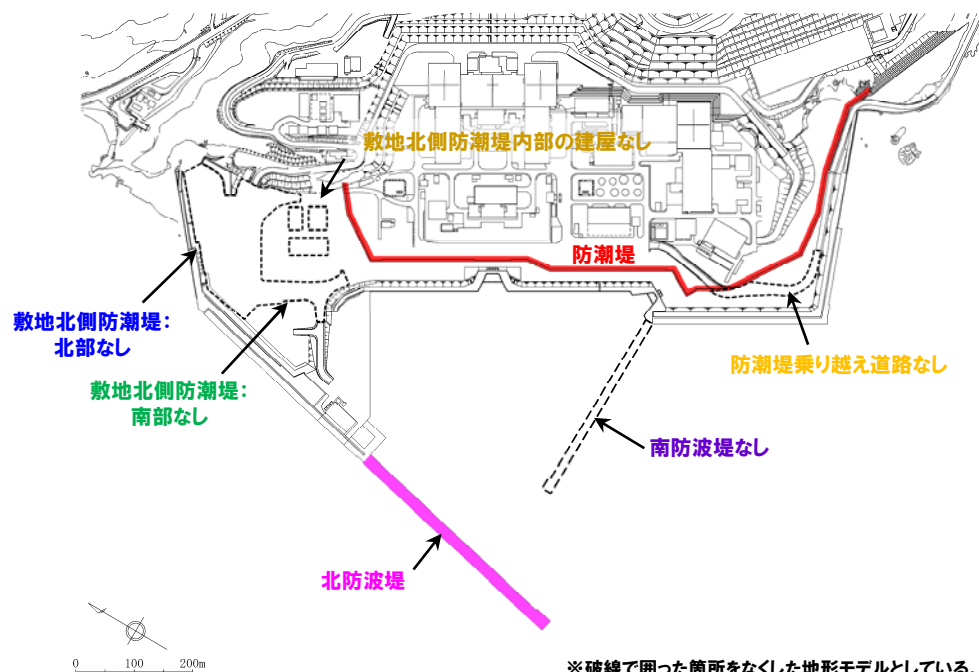 敷地北側防潮堤内部の建屋なし
防潮堤
敷地北側防潮堤：
北部なし
敷地北側防潮堤：
南部なし
防潮堤乗り越え道路なし
南防波堤なし
北防波堤
0 100 200m
※破線で囲った箇所をなくした地形モデルとしている